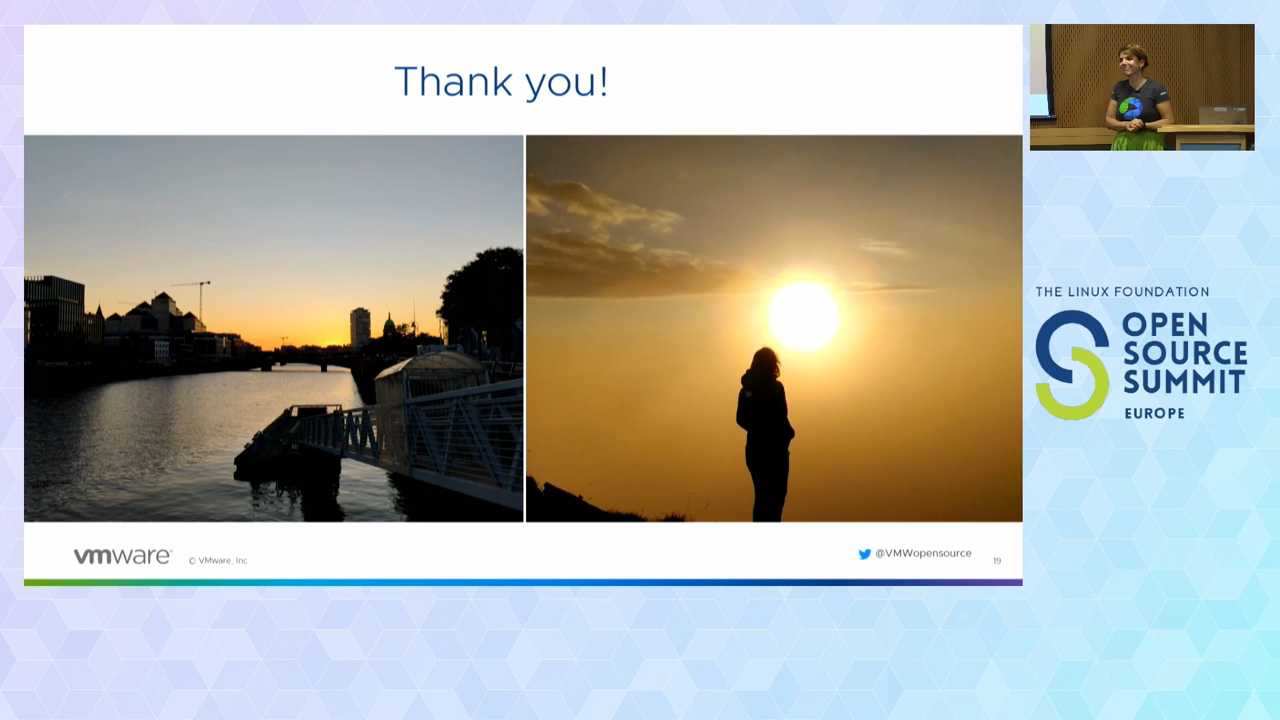 Thank you!
vmware®
© VMware, Inc
@VMWopensource
19
THE LINUX FOUNDATION
OPEN
SOURCE
SUMMIT
EUROPE